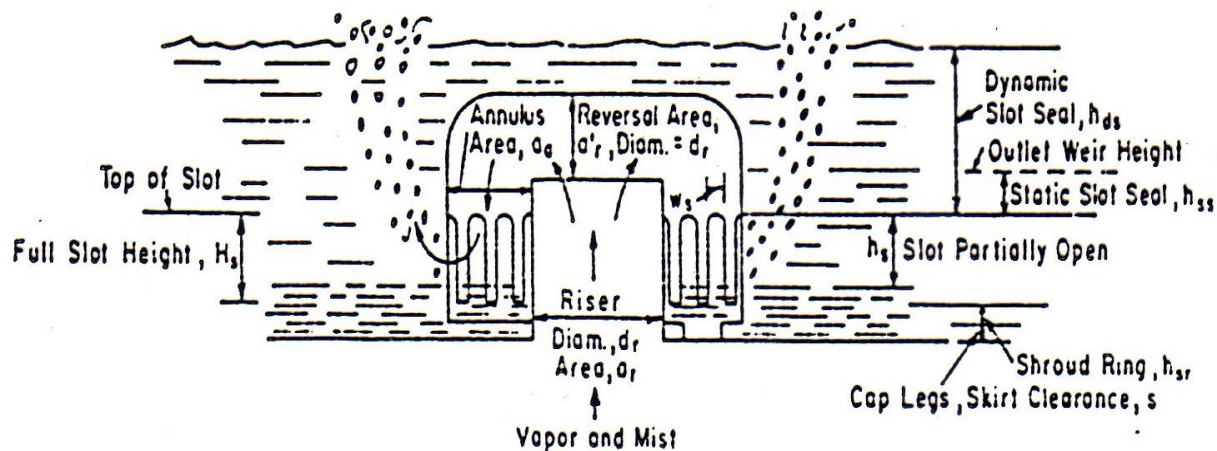 Dynamic
Slot Seal, h_ds
Annulus
Area, a_a
Reversal Area,
a'_r, Diam. = d_r
Outlet Weir Height
Top of Slot
w_s
Static Slot Seal, h_ss
Full Slot Height, H_s
h_s Slot Partially Open
Riser
Diam., d_r
Area, a_r
Shroud Ring, h_sr
Cap Legs, Skirt Clearance, s
Vapor and Mist